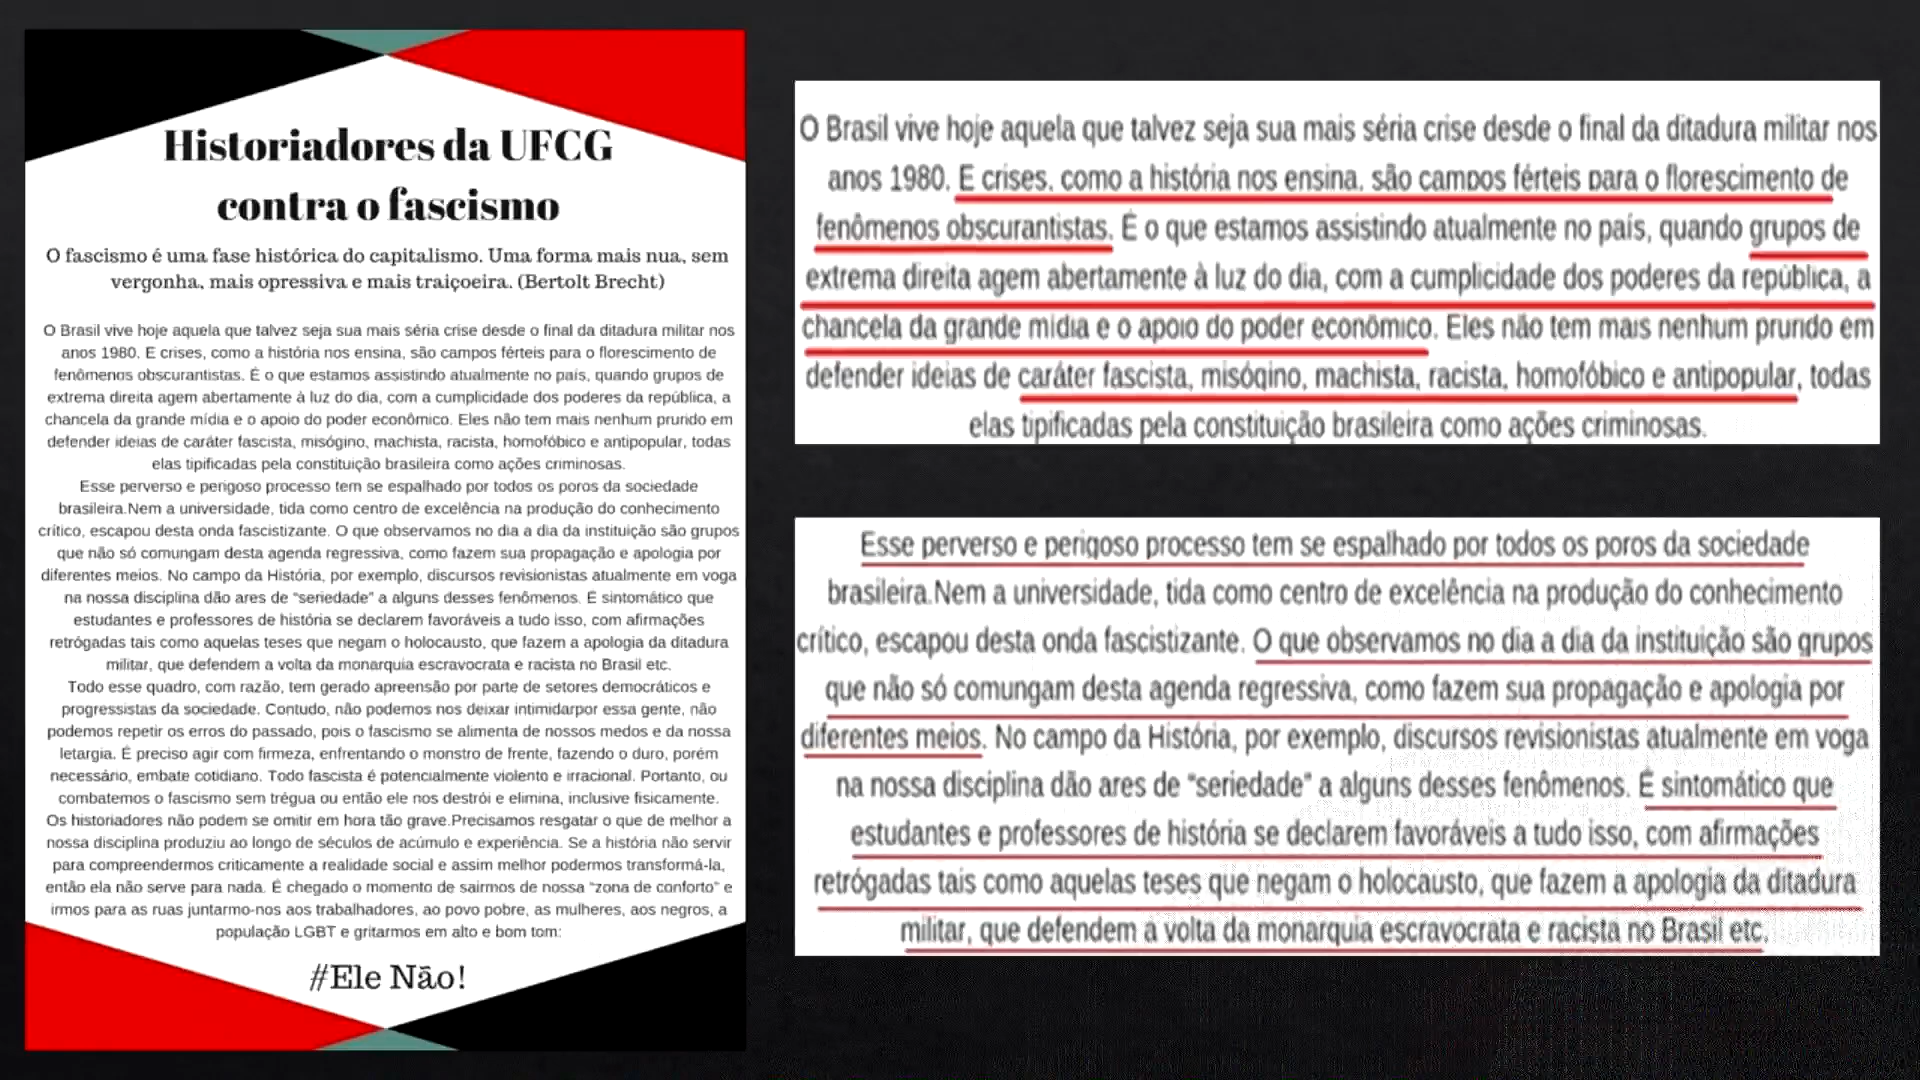 Historiadores da UFCG
contra o fascismo
O fascismo é uma fase histórica do capitalismo. Uma forma mais nua, sem
vergonha, mais opressiva e mais traiçoeira. (Bertolt Brecht)
O Brasil vive hoje aquela que talvez seja sua mais séria crise desde o final da ditadura militar nos
anos 1980. E crises, como a história nos ensina, são campos férteis para o florescimento de
fenômenos obscurantistas. É o que estamos assistindo atualmente no país, quando grupos de
extrema direita agem abertamente à luz do dia, com a cumplicidade dos poderes da república, a
chancela da grande mídia e o apoio do poder econômico. Eles não tem mais nenhum prurido em
defender ideias de caráter fascista, misógino, machista, racista, homofóbico e antipopular, todas
elas tipificadas pela constituição brasileira como ações criminosas.
Esse perverso e perigoso processo tem se espalhado por todos os poros da sociedade
brasileira.Nem a universidade, tida como centro de excelência na produção do conhecimento
crítico, escapou desta onda fascistizante. O que observamos no dia a dia da instituição são grupos
que não só comungam desta agenda regressiva, como fazem sua propagação e apologia por
diferentes meios. No campo da História, por exemplo, discursos revisionistas atualmente em voga
na nossa disciplina dão ares de "seriedade" a alguns desses fenômenos. É sintomático que
estudantes e professores de história se declarem favoráveis a tudo isso, com afirmações
retrógadas tais como aquelas teses que negam o holocausto, que fazem a apologia da ditadura
militar, que defendem a volta da monarquia escravocrata e racista no Brasil etc.
Todo esse quadro, com razão, tem gerado apreensão por parte de setores democráticos e
progressistas da sociedade. Contudo, não podemos nos deixar intimidarpor essa gente, não
podemos repetir os erros do passado, pois o fascismo se alimenta de nossos medos e da nossa
letargia. É preciso agir com firmeza, enfrentando o monstro de frente, fazendo o duro, porém
necessário, embate cotidiano. Todo fascista é potencialmente violento e irracional. Portanto, ou
combatemos o fascismo sem trégua ou então ele nos destrói e elimina, inclusive fisicamente.
Os historiadores não podem se omitir em hora tão grave.Precisamos resgatar o que de melhor a
nossa disciplina produziu ao longo de séculos de acúmulo e experiência. Se a história não servir
para compreendermos criticamente a realidade social e assim melhor podermos transformá-la,
então ela não serve para nada. É chegado o momento de sairmos de nossa "zona de conforto" e
irmos para as ruas juntarmo-nos aos trabalhadores, ao povo pobre, as mulheres, aos negros, a
população LGBT e gritarmos em alto e bom tom:
#Ele Não!
O Brasil vive hoje aquela que talvez seja sua mais séria crise desde o final da ditadura militar nos
anos 1980. E crises, como a história nos ensina, são campos férteis para o florescimento de
fenômenos obscurantistas. É o que estamos assistindo atualmente no país, quando grupos de
extrema direita agem abertamente à luz do dia, com a cumplicidade dos poderes da república, a
chancela da grande mídia e o apoio do poder econômico. Eles não tem mais nenhum prurido em
defender ideias de caráter fascista, misógino, machista, racista, homofóbico e antipopular, todas
elas tipificadas pela constituição brasileira como ações criminosas.
Esse perverso e perigoso processo tem se espalhado por todos os poros da sociedade
brasileira.Nem a universidade, tida como centro de excelência na produção do conhecimento
crítico, escapou desta onda fascistizante. O que observamos no dia a dia da instituição são grupos
que não só comungam desta agenda regressiva, como fazem sua propagação e apologia por
diferentes meios. No campo da História, por exemplo, discursos revisionistas atualmente em voga
na nossa disciplina dão ares de "seriedade" a alguns desses fenômenos. É sintomático que
estudantes e professores de história se declarem favoráveis a tudo isso, com afirmações
retrógadas tais como aquelas teses que negam o holocausto, que fazem a apologia da ditadura
militar, que defendem a volta da monarquia escravocrata e racista no Brasil etc.